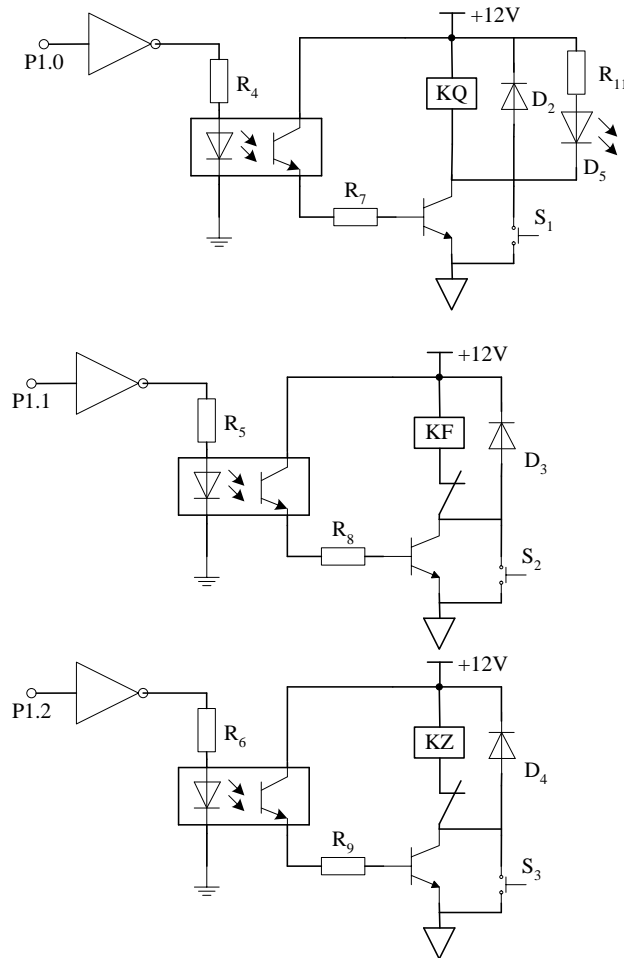 +12V
P1.0
R4
KQ
D2
R11
D5
R7
S1
+12V
P1.1
R5
KF
D3
R8
S2
+12V
P1.2
R6
KZ
D4
R9
S3